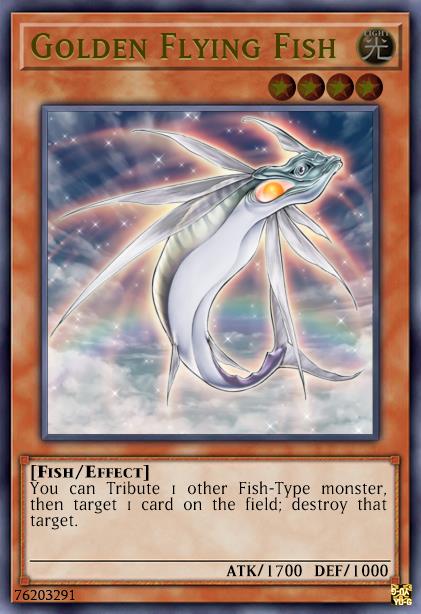 GOLDEN FLYING FISH
LIGHT
光
[FISH/EFFECT]
You can Tribute 1 other Fish-Type monster,
then target 1 card on the field; destroy that
target.
ATK/1700 DEF/1000
76203291